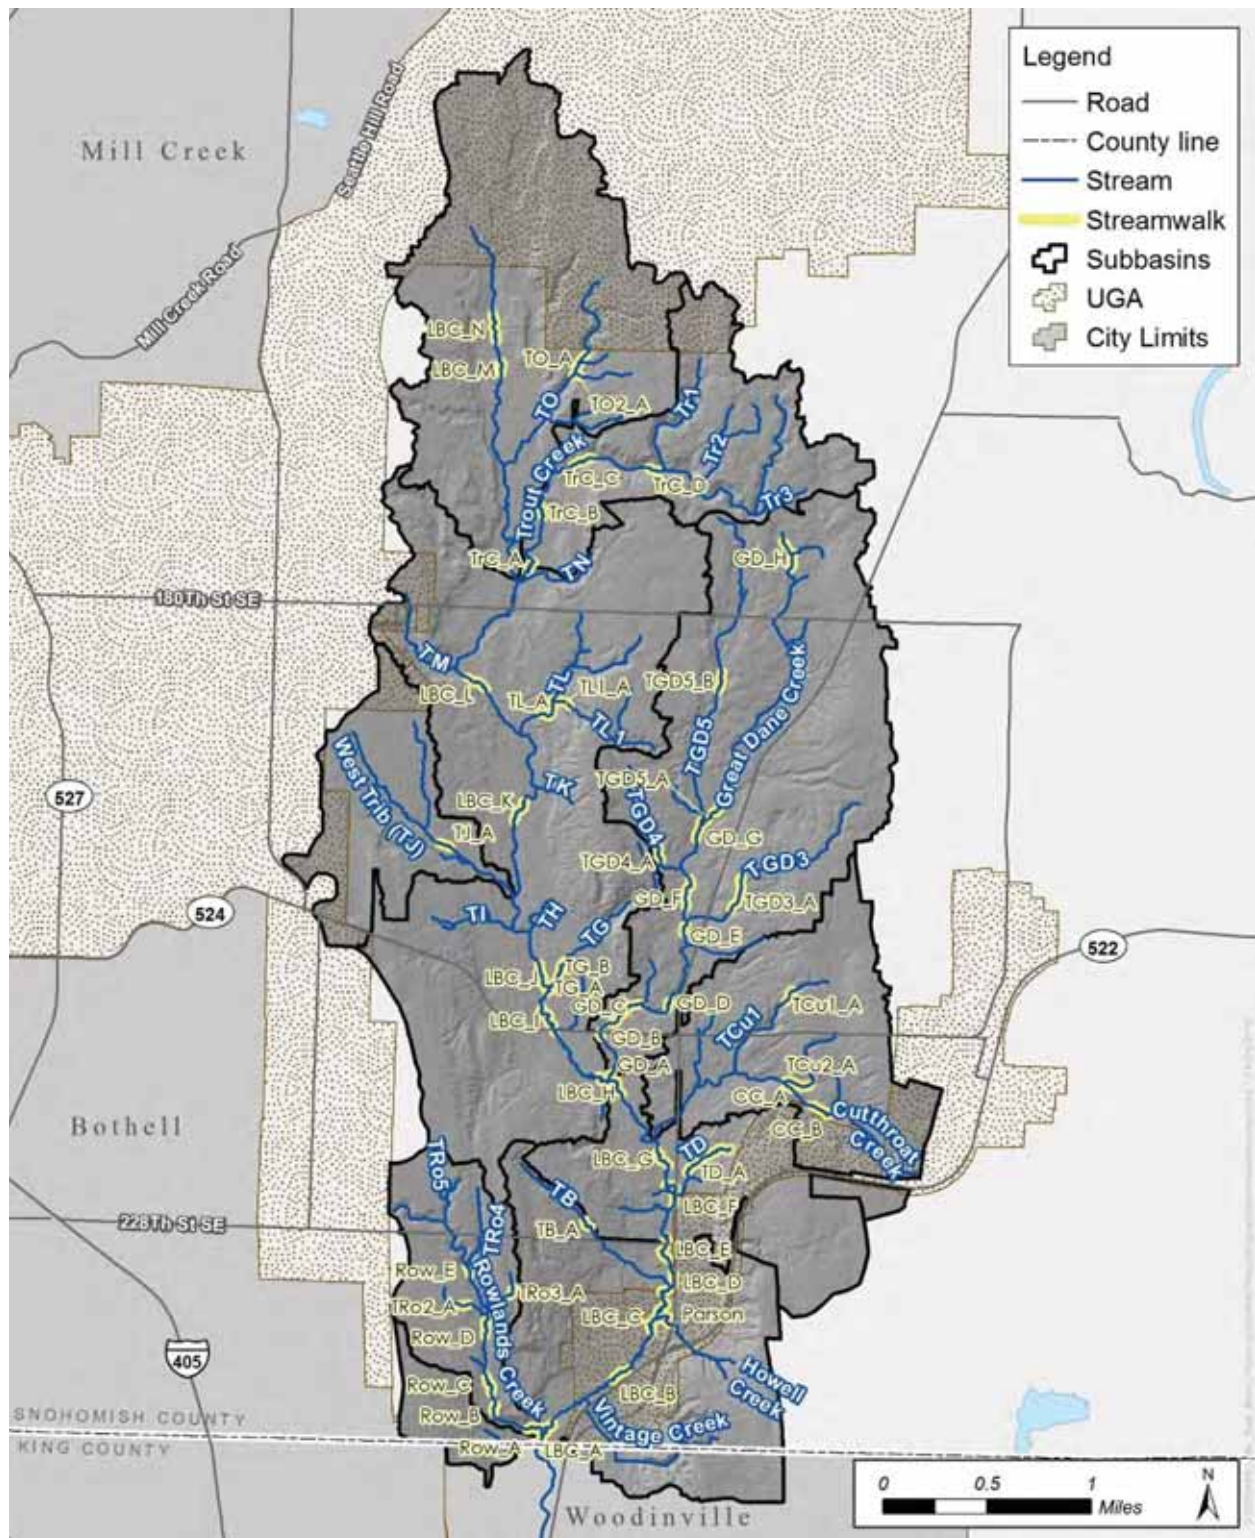 Legend
Road
County line
Stream
Streamwalk
Subbasins
UGA
City Limits
Mill Creek
Seattle Hill Road
Mill Creek Road
LBC_N
LBC_M
TO_A
TO
TO2_A
Tr1
Tr2
Trout Creek
TrC_C
TrC_D
Tr3
TrC_B
TrC_A
TN
GD_H
180Th St SE
TM
LBC_L
TL
TL_A
TL1_A
TL1
TGD5_B
TGD5
Great Dane Creek
West Trib (TJ)
TK
TGD5_A
TGD4
LBC_K
TJ_A
GD_G
TGD4_A
TGD3
GD_F
TGD3_A
527
524
522
TI
TH
TG
GD_E
LBC_J
TG_B
TG_A
GD_C
GD_D
TCu1_A
LBC_I
GD_B
TCu1
GD_A
TCu2_A
LBC_H
CC_A
CC_B
Cutthroat
Creek
Bothell
TRo5
LBC_G
TD
TD_A
TB
LBC_F
228Th St SE
TRo4
TB_A
LBC_E
Row_E
LBC_D
TRo2_A
TRo3_A
Rowlands Creek
LBC_C
Parson
Row_D
405
Howell
Creek
Row_C
LBC_B
Row_B
Vintage Creek
SNOHOMISH COUNTY
KING COUNTY
Row_A
LBC_A
Woodinville
0 0.5 1
Miles
N